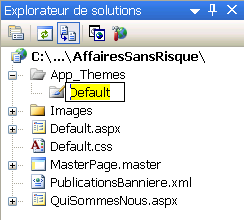 Explorateur de solutions
C:\...\AffairesSansRisque\
App_Themes
Default
Images
Default.aspx
Default.css
MasterPage.master
PublicationsBanniere.xml
QuiSommesNous.aspx